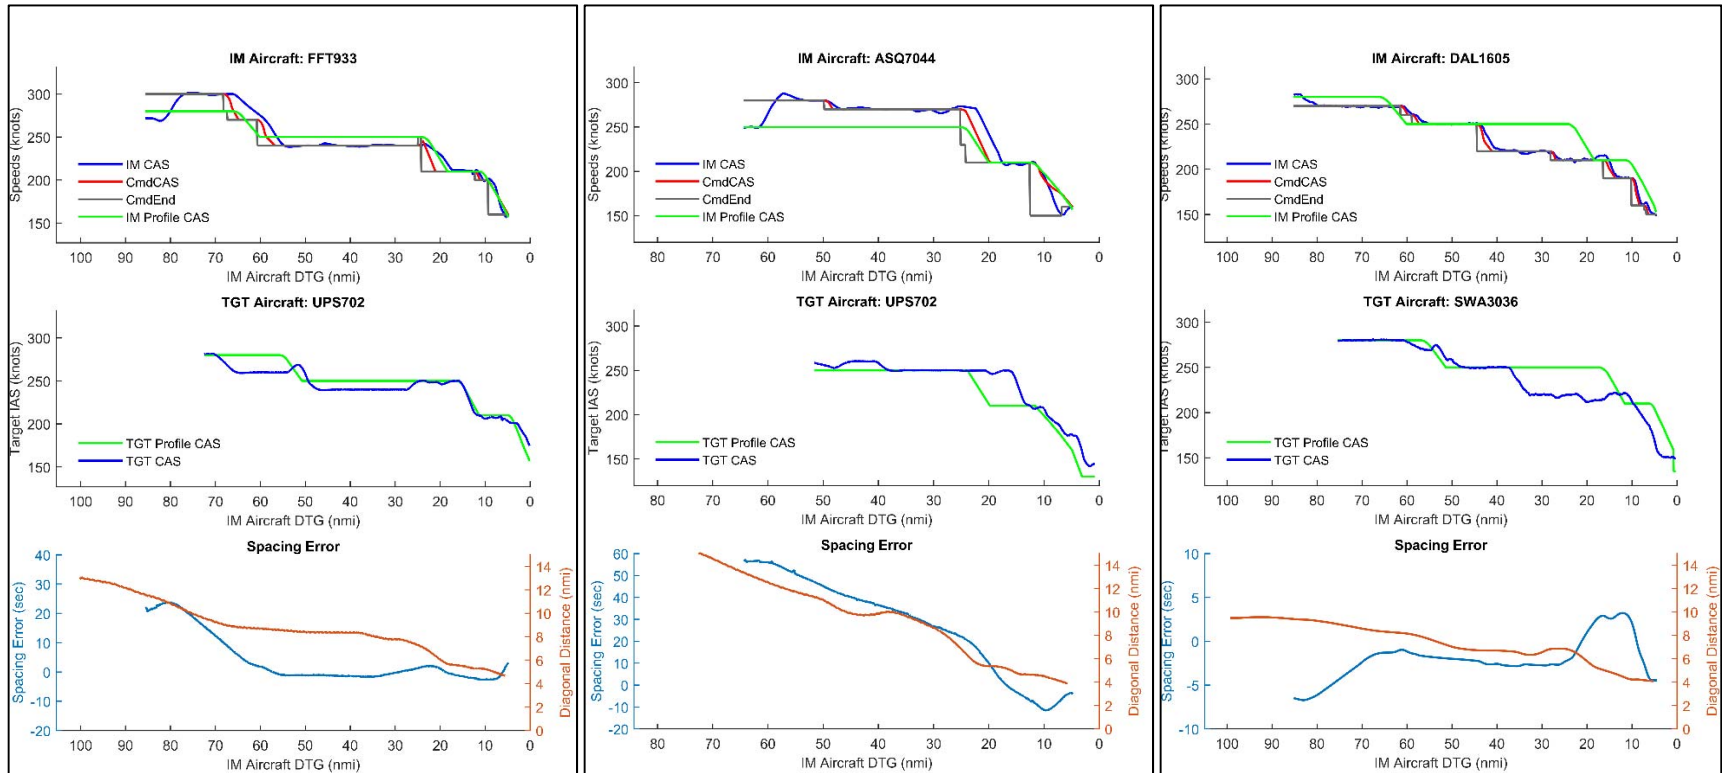 IM Aircraft: FFT933
Speeds (knots)
300
250
200
150
IM CAS
CmdCAS
CmdEnd
IM Profile CAS
100 90 80 70 60 50 40 30 20 10 0
IM Aircraft DTG (nmi)
TGT Aircraft: UPS702
Target IAS (knots)
300
250
200
150
TGT Profile CAS
TGT CAS
100 90 80 70 60 50 40 30 20 10 0
IM Aircraft DTG (nmi)
Spacing Error
Spacing Error (sec)
40
30
20
10
0
-10
-20
Diagonal Distance (nmi)
14
12
10
8
6
4
2
0
100 90 80 70 60 50 40 30 20 10 0
IM Aircraft DTG (nmi)
IM Aircraft: ASQ7044
Speeds (knots)
300
250
200
150
IM CAS
CmdCAS
CmdEnd
IM Profile CAS
80 70 60 50 40 30 20 10 0
IM Aircraft DTG (nmi)
TGT Aircraft: UPS702
Target IAS (knots)
300
250
200
150
TGT Profile CAS
TGT CAS
80 70 60 50 40 30 20 10 0
IM Aircraft DTG (nmi)
Spacing Error
Spacing Error (sec)
60
50
40
30
20
10
0
-10
-20
Diagonal Distance (nmi)
14
12
10
8
6
4
2
0
80 70 60 50 40 30 20 10 0
IM Aircraft DTG (nmi)
IM Aircraft: DAL1605
Speeds (knots)
300
250
200
150
IM CAS
CmdCAS
CmdEnd
IM Profile CAS
100 90 80 70 60 50 40 30 20 10 0
IM Aircraft DTG (nmi)
TGT Aircraft: SWA3036
Target IAS (knots)
300
250
200
150
TGT Profile CAS
TGT CAS
100 90 80 70 60 50 40 30 20 10 0
IM Aircraft DTG (nmi)
Spacing Error
Spacing Error (sec)
10
5
0
-5
-10
Diagonal Distance (nmi)
14
12
10
8
6
4
2
0
100 90 80 70 60 50 40 30 20 10 0
IM Aircraft DTG (nmi)